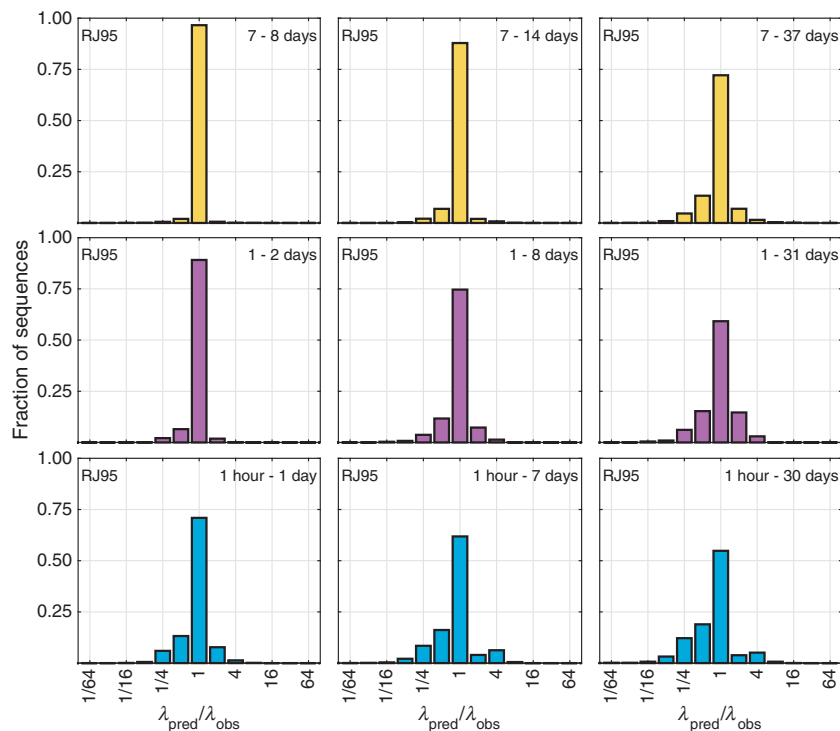 1.00
0.75
0.50
0.25
RJ95 7 - 8 days
RJ95 7 - 14 days
RJ95 7 - 37 days
Fraction of sequences
1.00
0.75
0.50
0.25
RJ95 1 - 2 days
RJ95 1 - 8 days
RJ95 1 - 31 days
1.00
0.75
0.50
0.25
RJ95 1 hour - 1 day
RJ95 1 hour - 7 days
RJ95 1 hour - 30 days
1/64 1/16 1/4 1 4 16 64
1/64 1/16 1/4 1 4 16 64
1/64 1/16 1/4 1 4 16 64
λpred/λobs
λpred/λobs
λpred/λobs